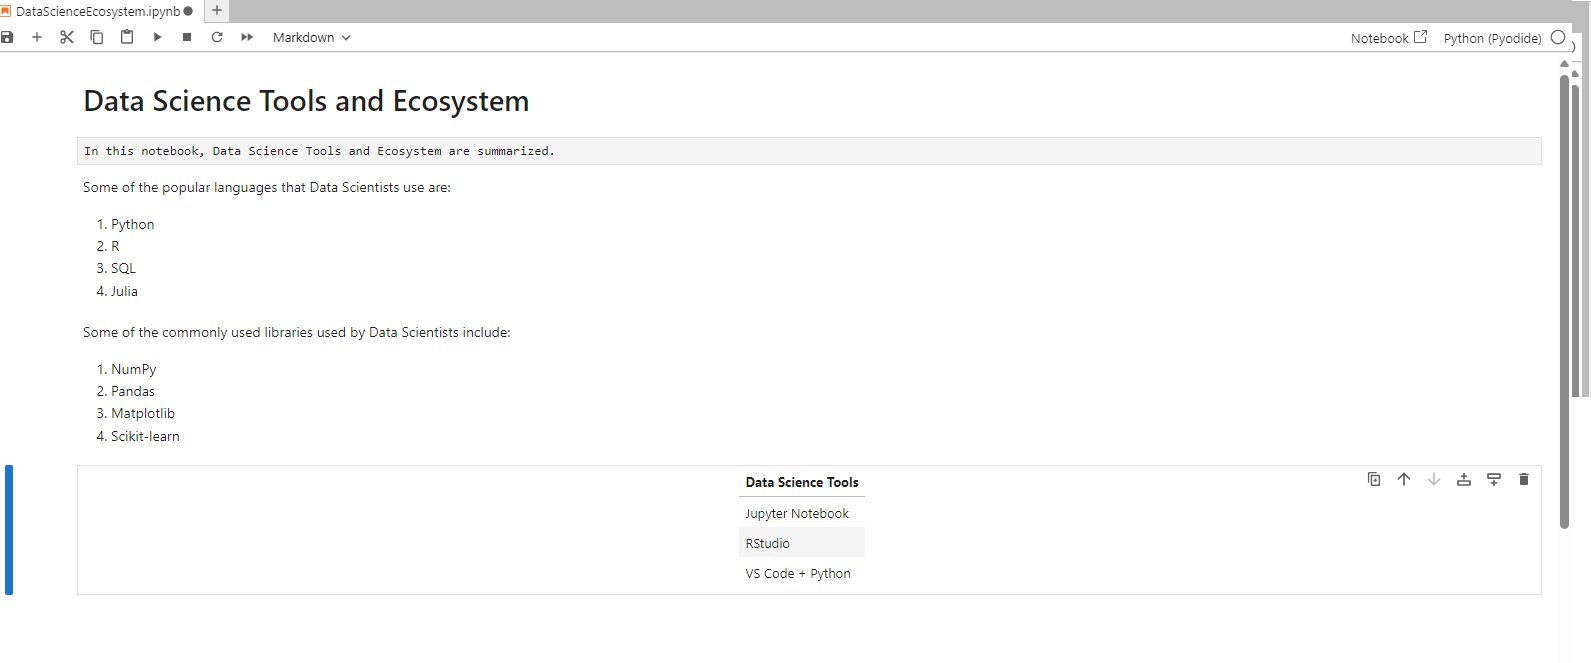 DataScienceEcosystem.ipynb
Markdown
Notebook
Python (Pyodide)
Data Science Tools and Ecosystem
In this notebook, Data Science Tools and Ecosystem are summarized.
Some of the popular languages that Data Scientists use are:
1. Python
2. R
3. SQL
4. Julia
Some of the commonly used libraries used by Data Scientists include:
1. NumPy
2. Pandas
3. Matplotlib
4. Scikit-learn
Data Science Tools
Jupyter Notebook
RStudio
VS Code + Python